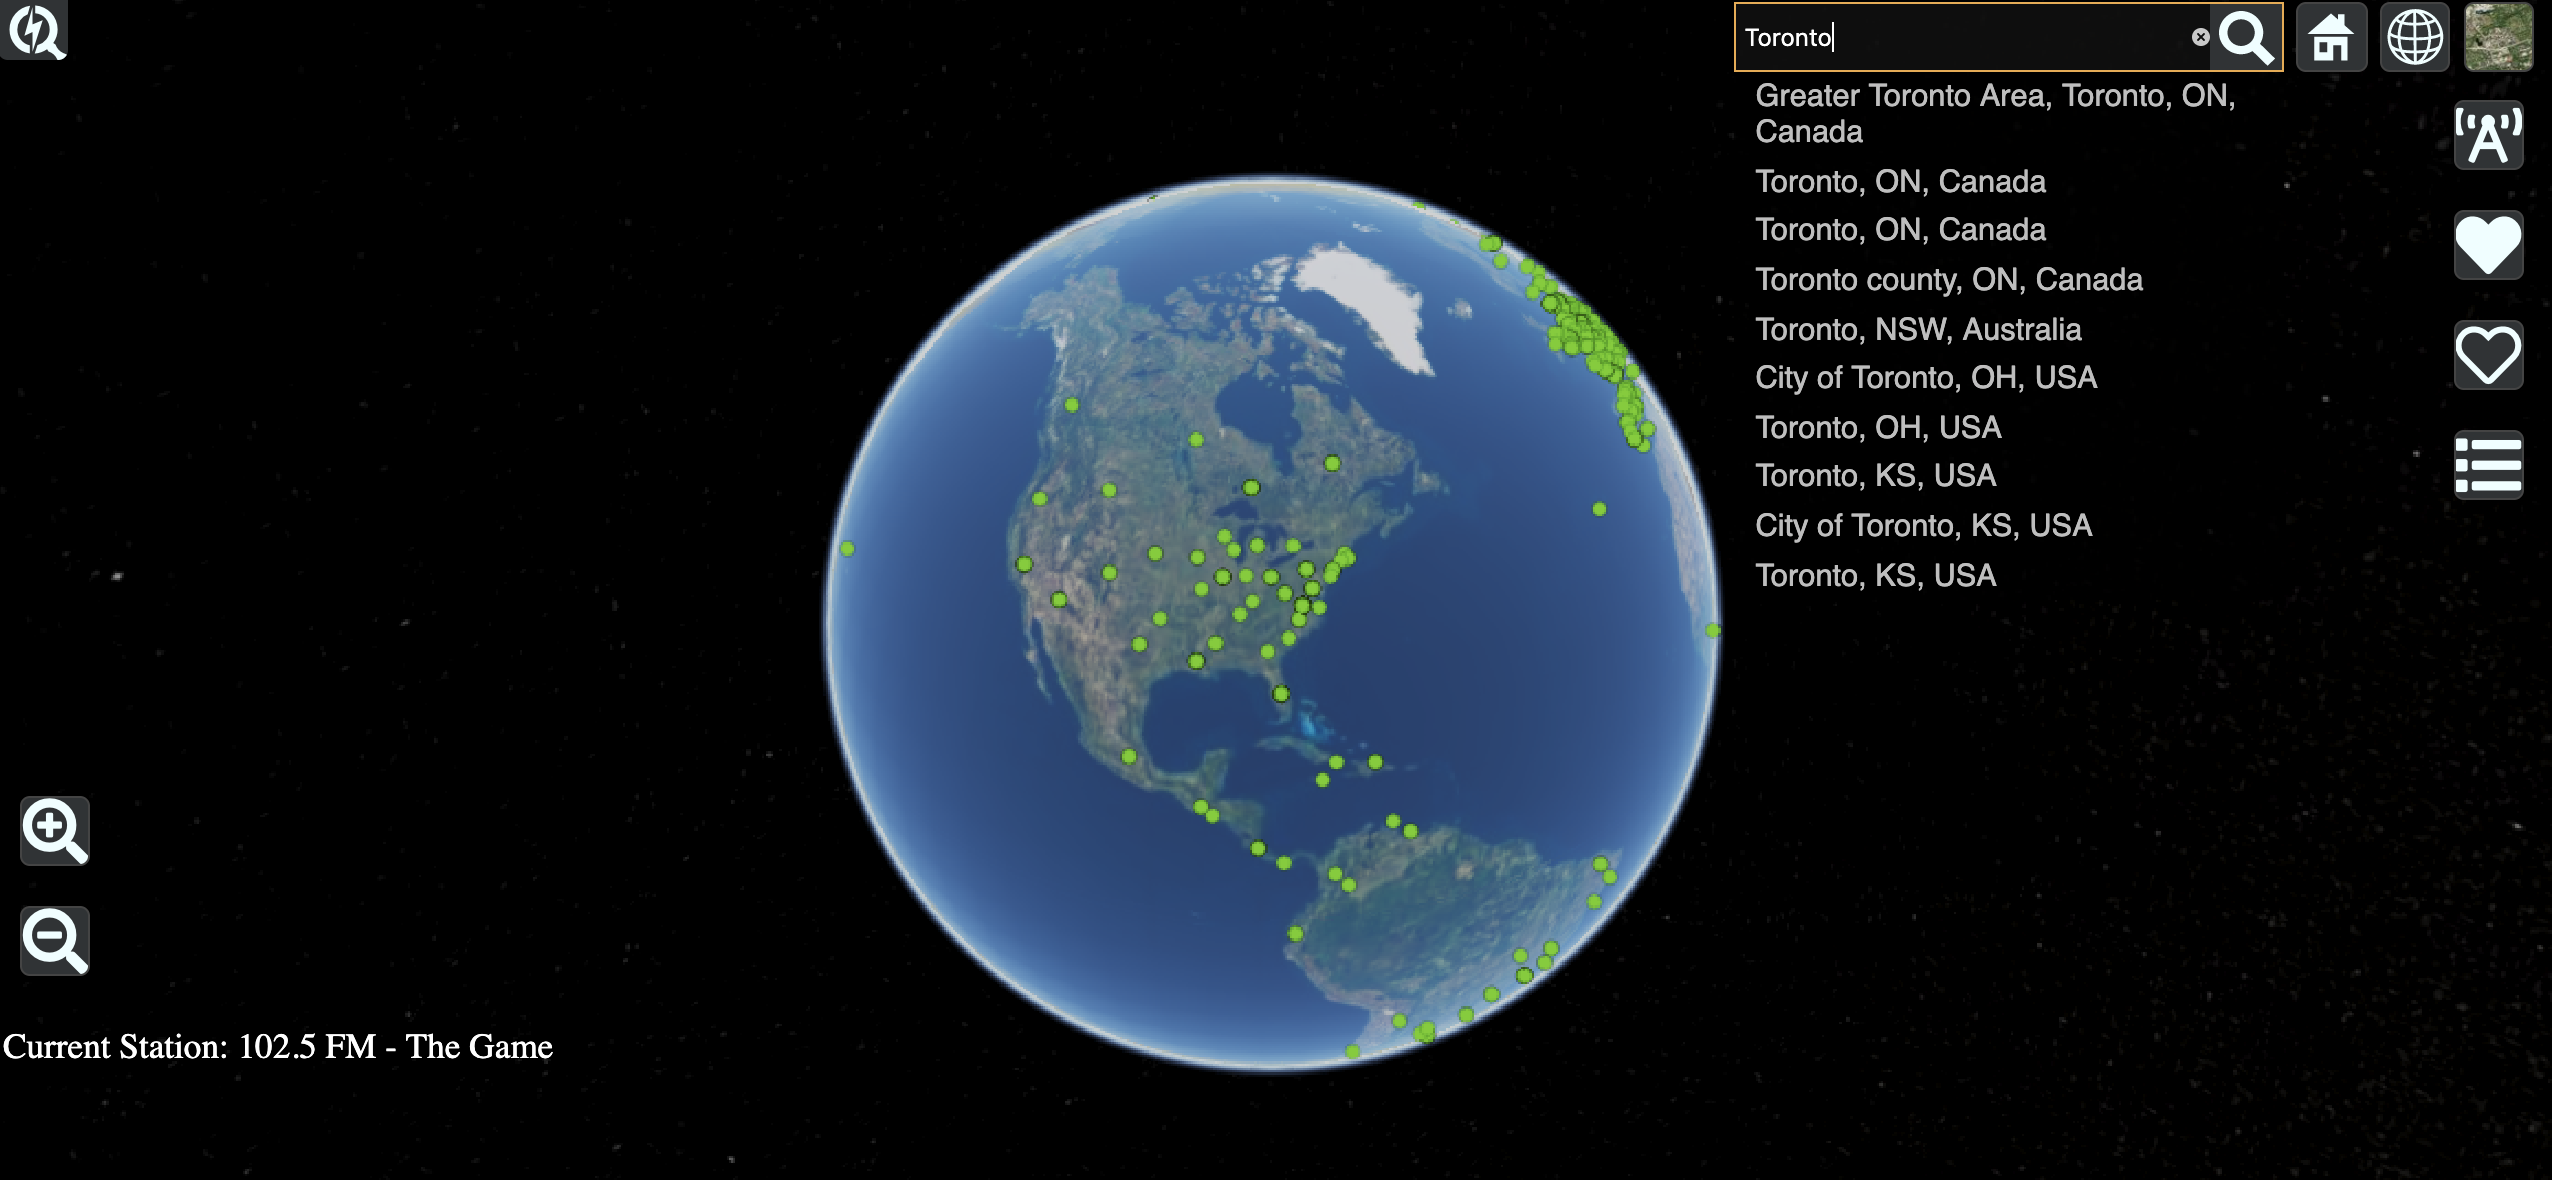 Toronto
Greater Toronto Area, Toronto, ON,
Canada
Toronto, ON, Canada
Toronto, ON, Canada
Toronto county, ON, Canada
Toronto, NSW, Australia
City of Toronto, OH, USA
Toronto, OH, USA
Toronto, KS, USA
City of Toronto, KS, USA
Toronto, KS, USA
Current Station: 102.5 FM - The Game